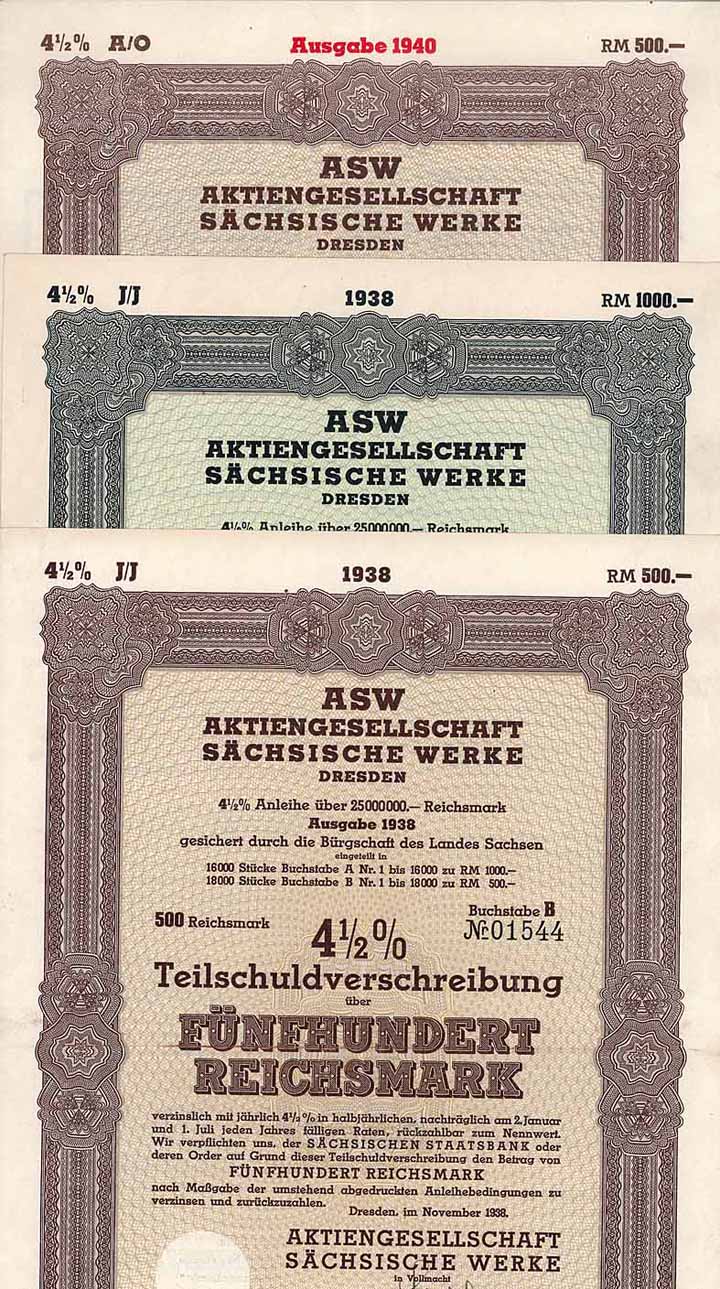 4½% A/O Ausgabe 1940 RM 500.—
ASW
AKTIENGESELLSCHAFT
SÄCHSISCHE WERKE
DRESDEN
4½% J/J 1938 RM 1000.—
ASW
AKTIENGESELLSCHAFT
SÄCHSISCHE WERKE
DRESDEN
4½% Anleihe über 25000000.— Reichsmark
4½% J/J 1938 RM 500.—
ASW
AKTIENGESELLSCHAFT
SÄCHSISCHE WERKE
DRESDEN
4½% Anleihe über 25000000.— Reichsmark
Ausgabe 1938
gesichert durch die Bürgschaft des Landes Sachsen
eingeteilt in
16000 Stücke Buchstabe A Nr. 1 bis 16000 zu RM 1000.—
18000 Stücke Buchstabe B Nr. 1 bis 18000 zu RM 500.—
500 Reichsmark
Buchstabe B
№ 01544
4½%
Teilschuldverschreibung
über
FÜNFHUNDERT
REICHSMARK
verzinslich mit jährlich 4½% in halbjährlichen, nachträglich am 2. Januar
und 1. Juli jeden Jahres fälligen Raten, rückzahlbar zum Nennwert.
Wir verpflichten uns, der SÄCHSISCHEN STAATSBANK oder
deren Order auf Grund dieser Teilschuldverschreibung den Betrag von
FÜNFHUNDERT REICHSMARK
nach Maßgabe der umstehend abgedruckten Anleihebedingungen zu
verzinsen und zurückzuzahlen.
Dresden, im November 1938.
AKTIENGESELLSCHAFT
SÄCHSISCHE WERKE
in Vollmacht